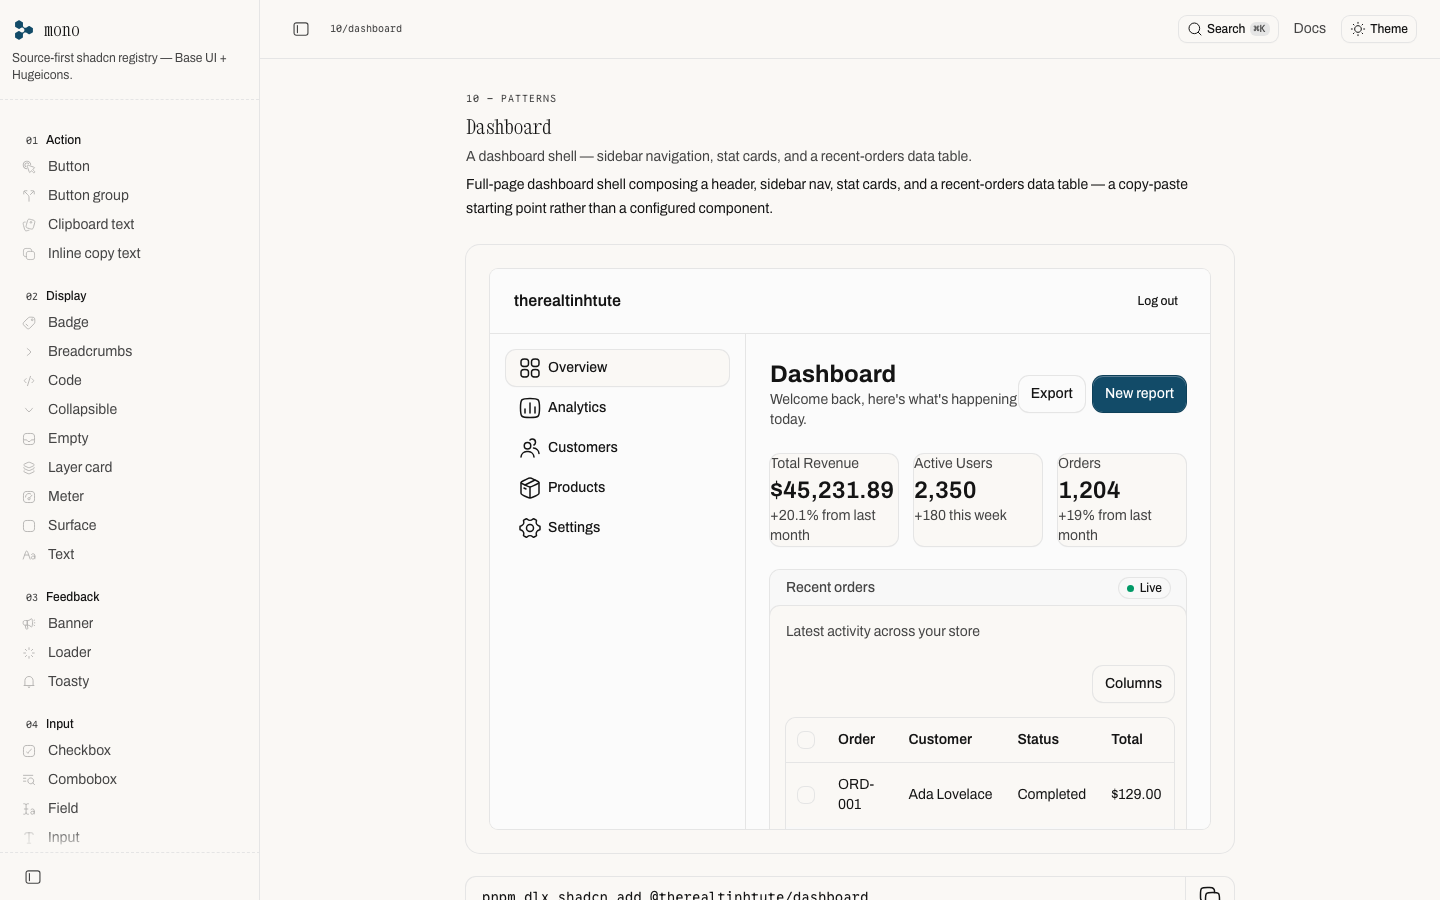 mono
Source-first shadcn registry — Base UI +
Hugeicons.
01 Action
Button
Button group
Clipboard text
Inline copy text
02 Display
Badge
Breadcrumbs
Code
Collapsible
Empty
Layer card
Meter
Surface
Text
03 Feedback
Banner
Loader
Toasty
04 Input
Checkbox
Combobox
Field
Input
10/dashboard
Search ⌘K
Docs
Theme
10 — PATTERNS
Dashboard
A dashboard shell — sidebar navigation, stat cards, and a recent-orders data table.
Full-page dashboard shell composing a header, sidebar nav, stat cards, and a recent-orders data table — a copy-paste
starting point rather than a configured component.
therealtinhtute
Log out
Overview
Analytics
Customers
Products
Settings
Dashboard
Welcome back, here's what's happening
today.
Export
New report
Total Revenue
$45,231.89
+20.1% from last
month
Active Users
2,350
+180 this week
Orders
1,204
+19% from last
month
Recent orders
Live
Latest activity across your store
Columns
Order Customer Status Total
ORD-
001
Ada Lovelace Completed $129.00
pnpm dlx shadcn add @therealtinhtute/dashboard